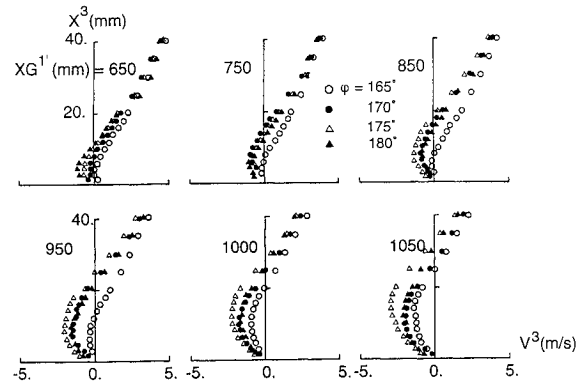 X³(mm)
40.
XG¹' (mm) = 650
20.
750
φ = 165°
170°
175°
180°
850
40.
950
1000
1050
20.
-5. 0. 5.
-5. 0. 5.
-5. 0. 5.
V³(m/s)